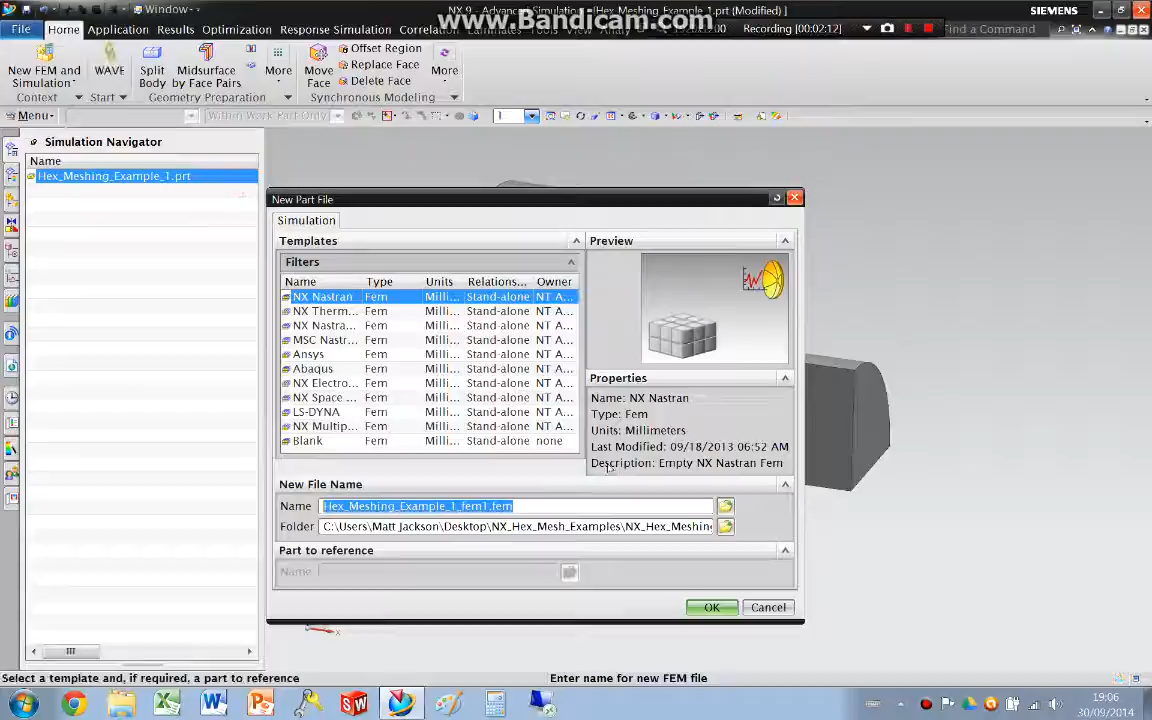 Window
NX 9 - Advanced Simulation
[Hex_Meshing_Example_1.prt (Modified) ]
SIEMENS
www.Bandicam.com
File
Home
Application
Results
Optimization
Response Simulation
Correlation
Laminates
Tools
View
Recording [00:02:12]
Find a Command
New FEM and
Simulation
WAVE
Split
Body
Midsurface
by Face Pairs
More
Move
Face
Offset Region
Replace Face
Delete Face
More
Context
Start
Geometry Preparation
Synchronous Modeling
Menu
Within Work Part Only
1
Simulation Navigator
Name
Hex_Meshing_Example_1.prt
New Part File
Simulation
Templates
Filters
Name Type Units Relations... Owner
NX Nastran Fem Milli... Stand-alone NT A...
NX Therm... Fem Milli... Stand-alone NT A...
NX Nastra... Fem Milli... Stand-alone NT A...
MSC Nastr... Fem Milli... Stand-alone NT A...
Ansys Fem Milli... Stand-alone NT A...
Abaqus Fem Milli... Stand-alone NT A...
NX Electro... Fem Milli... Stand-alone NT A...
NX Space ... Fem Milli... Stand-alone NT A...
LS-DYNA Fem Milli... Stand-alone NT A...
NX Multip... Fem Milli... Stand-alone NT A...
Blank Fem Milli... Stand-alone none
Preview
Properties
Name: NX Nastran
Type: Fem
Units: Millimeters
Last Modified: 09/18/2013 06:52 AM
Description: Empty NX Nastran Fem
New File Name
Name Hex_Meshing_Example_1_fem1.fem
Folder C:\Users\Matt Jackson\Desktop\NX_Hex_Mesh_Examples\NX_Hex_Meshing
Part to reference
Name
OK
Cancel
X
Select a template and, if required, a part to reference
Enter name for new FEM file
19:06
30/09/2014